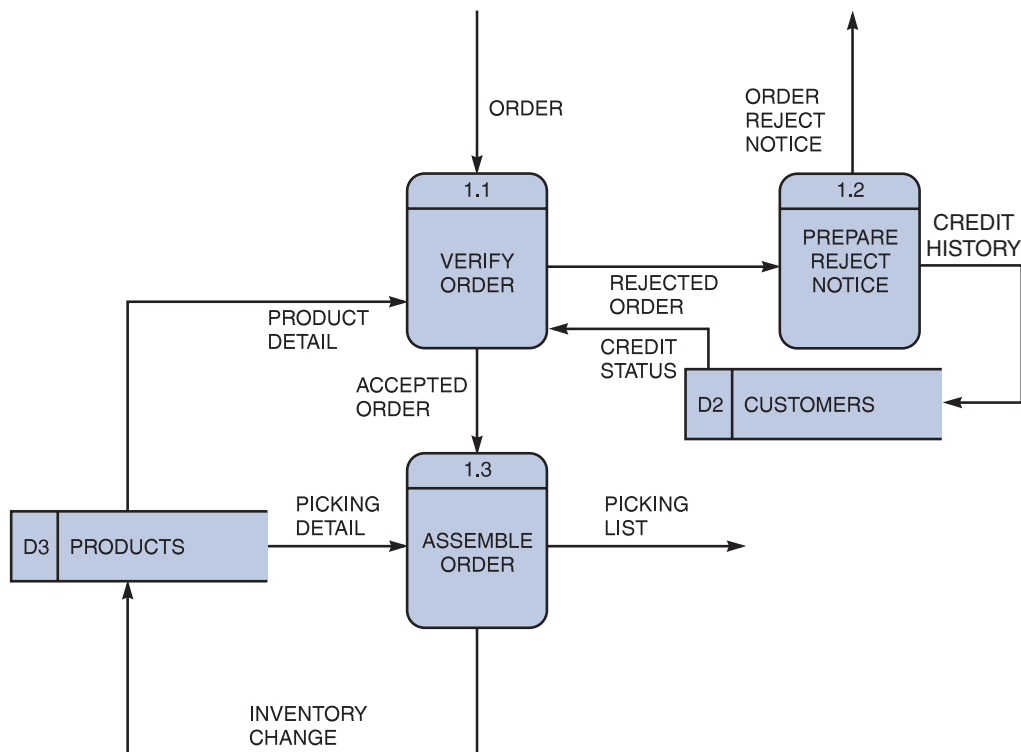 ORDER
ORDER
REJECT
NOTICE
1.1
VERIFY
ORDER
1.2
PREPARE
REJECT
NOTICE
CREDIT
HISTORY
REJECTED
ORDER
PRODUCT
DETAIL
CREDIT
STATUS
ACCEPTED
ORDER
D2
CUSTOMERS
1.3
ASSEMBLE
ORDER
PICKING
DETAIL
PICKING
LIST
D3
PRODUCTS
INVENTORY
CHANGE